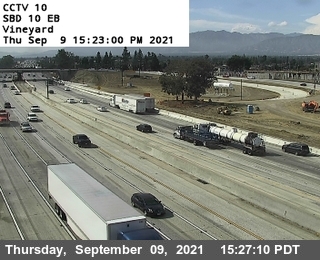 CCTV 10
SBD 10 EB
Vineyard
Thu Sep 9 15:23:00 PM 2021
Thursday, September 09, 2021 15:27:10 PDT